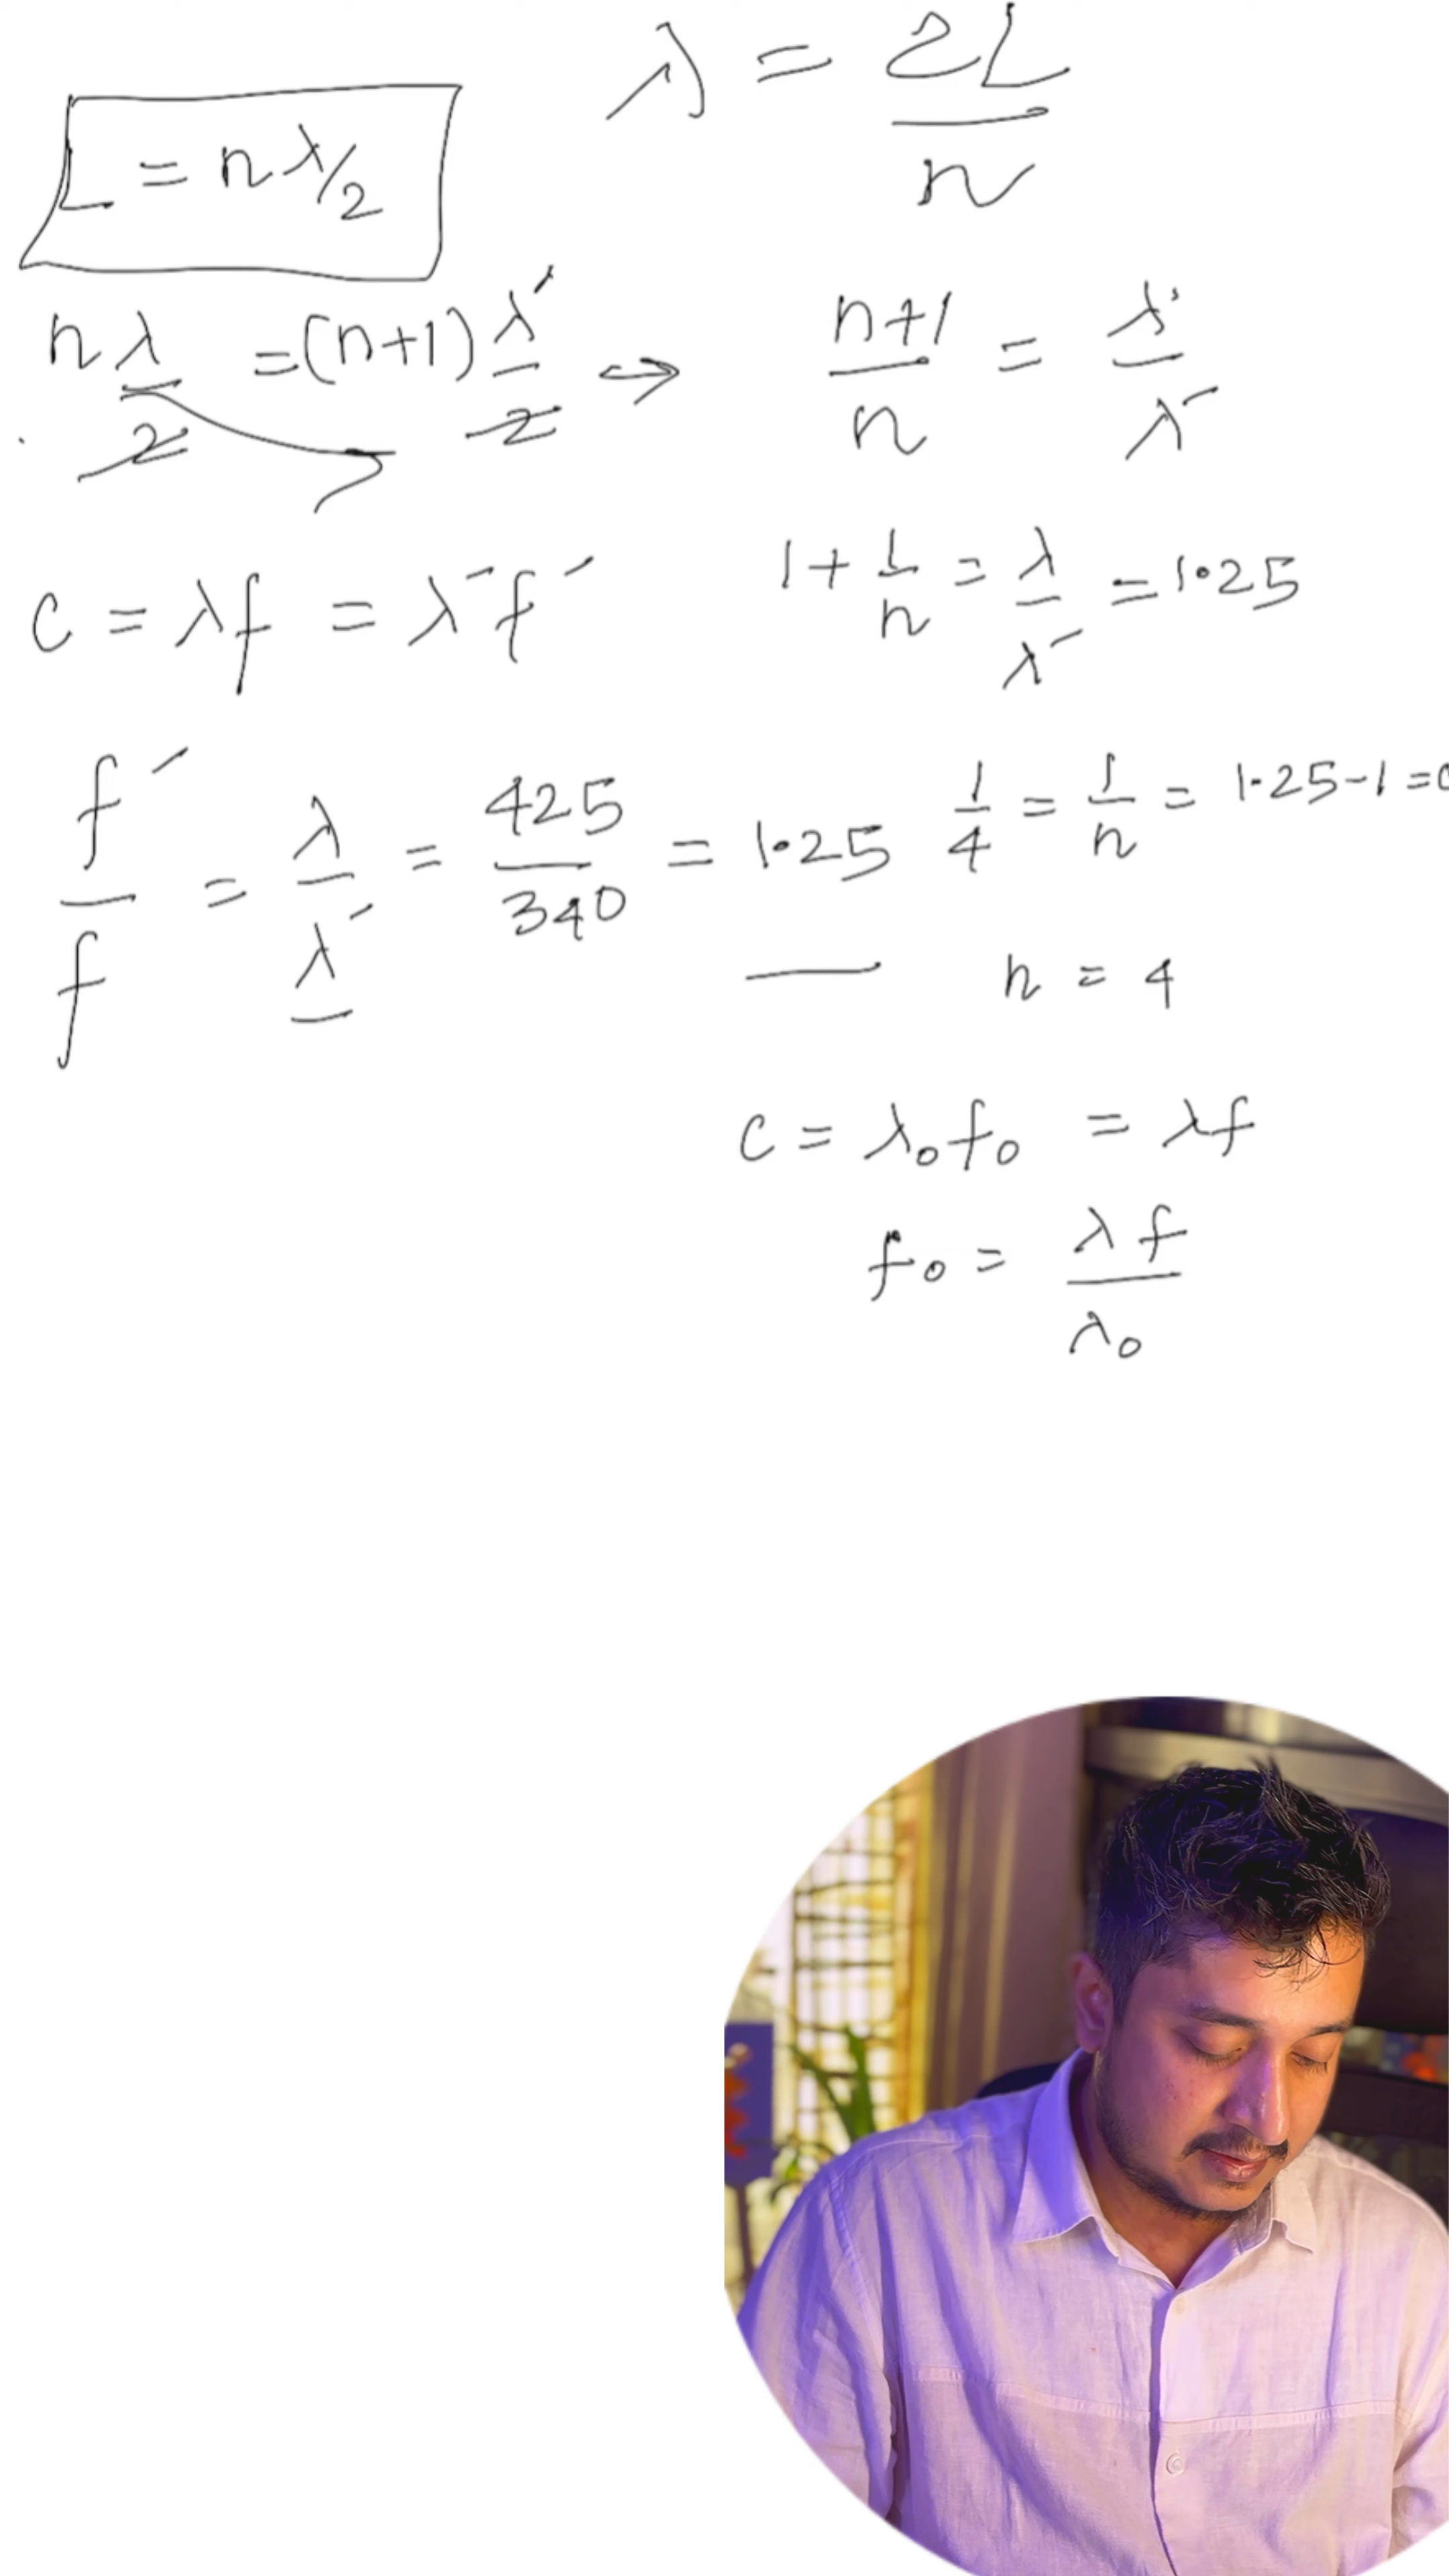 λ = 2L/n
L = nλ/2
nλ/2 = (n+1) λ′/2 → (n+1)/n = λ/λ′
c = λf = λ′f′
1 + 1/n = λ/λ′ = 1.25
f′/f = λ/λ′ = 425/340 = 1.25
1/4 = 1/n = 1.25-1 =
n = 4
c = λ₀f₀ = λf
f₀ = λf/λ₀